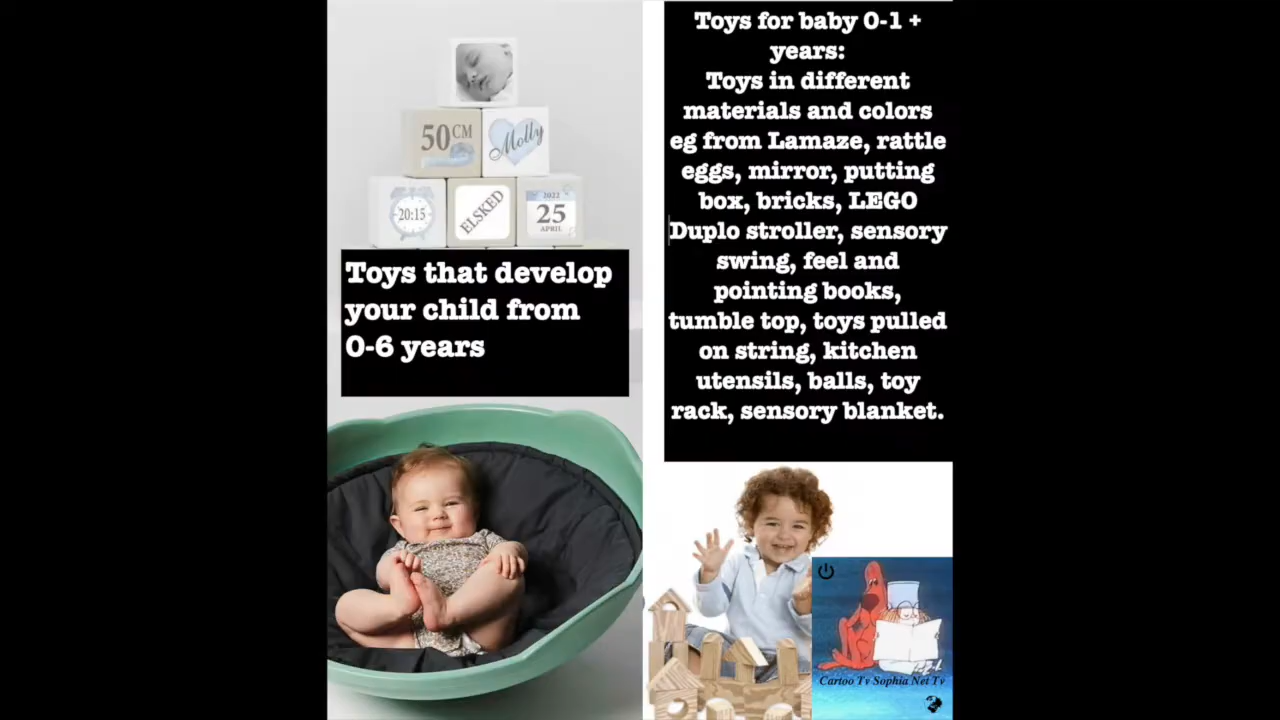 50CM
Molly
20:15
ELSKED
2022
25
APRIL
Toys that develop
your child from
0-6 years
Toys for baby 0-1 +
years:
Toys in different
materials and colors
eg from Lamaze, rattle
eggs, mirror, putting
box, bricks, LEGO
Duplo stroller, sensory
swing, feel and
pointing books,
tumble top, toys pulled
on string, kitchen
utensils, balls, toy
rack, sensory blanket.
Cartoo Tv Sophia Net Tv